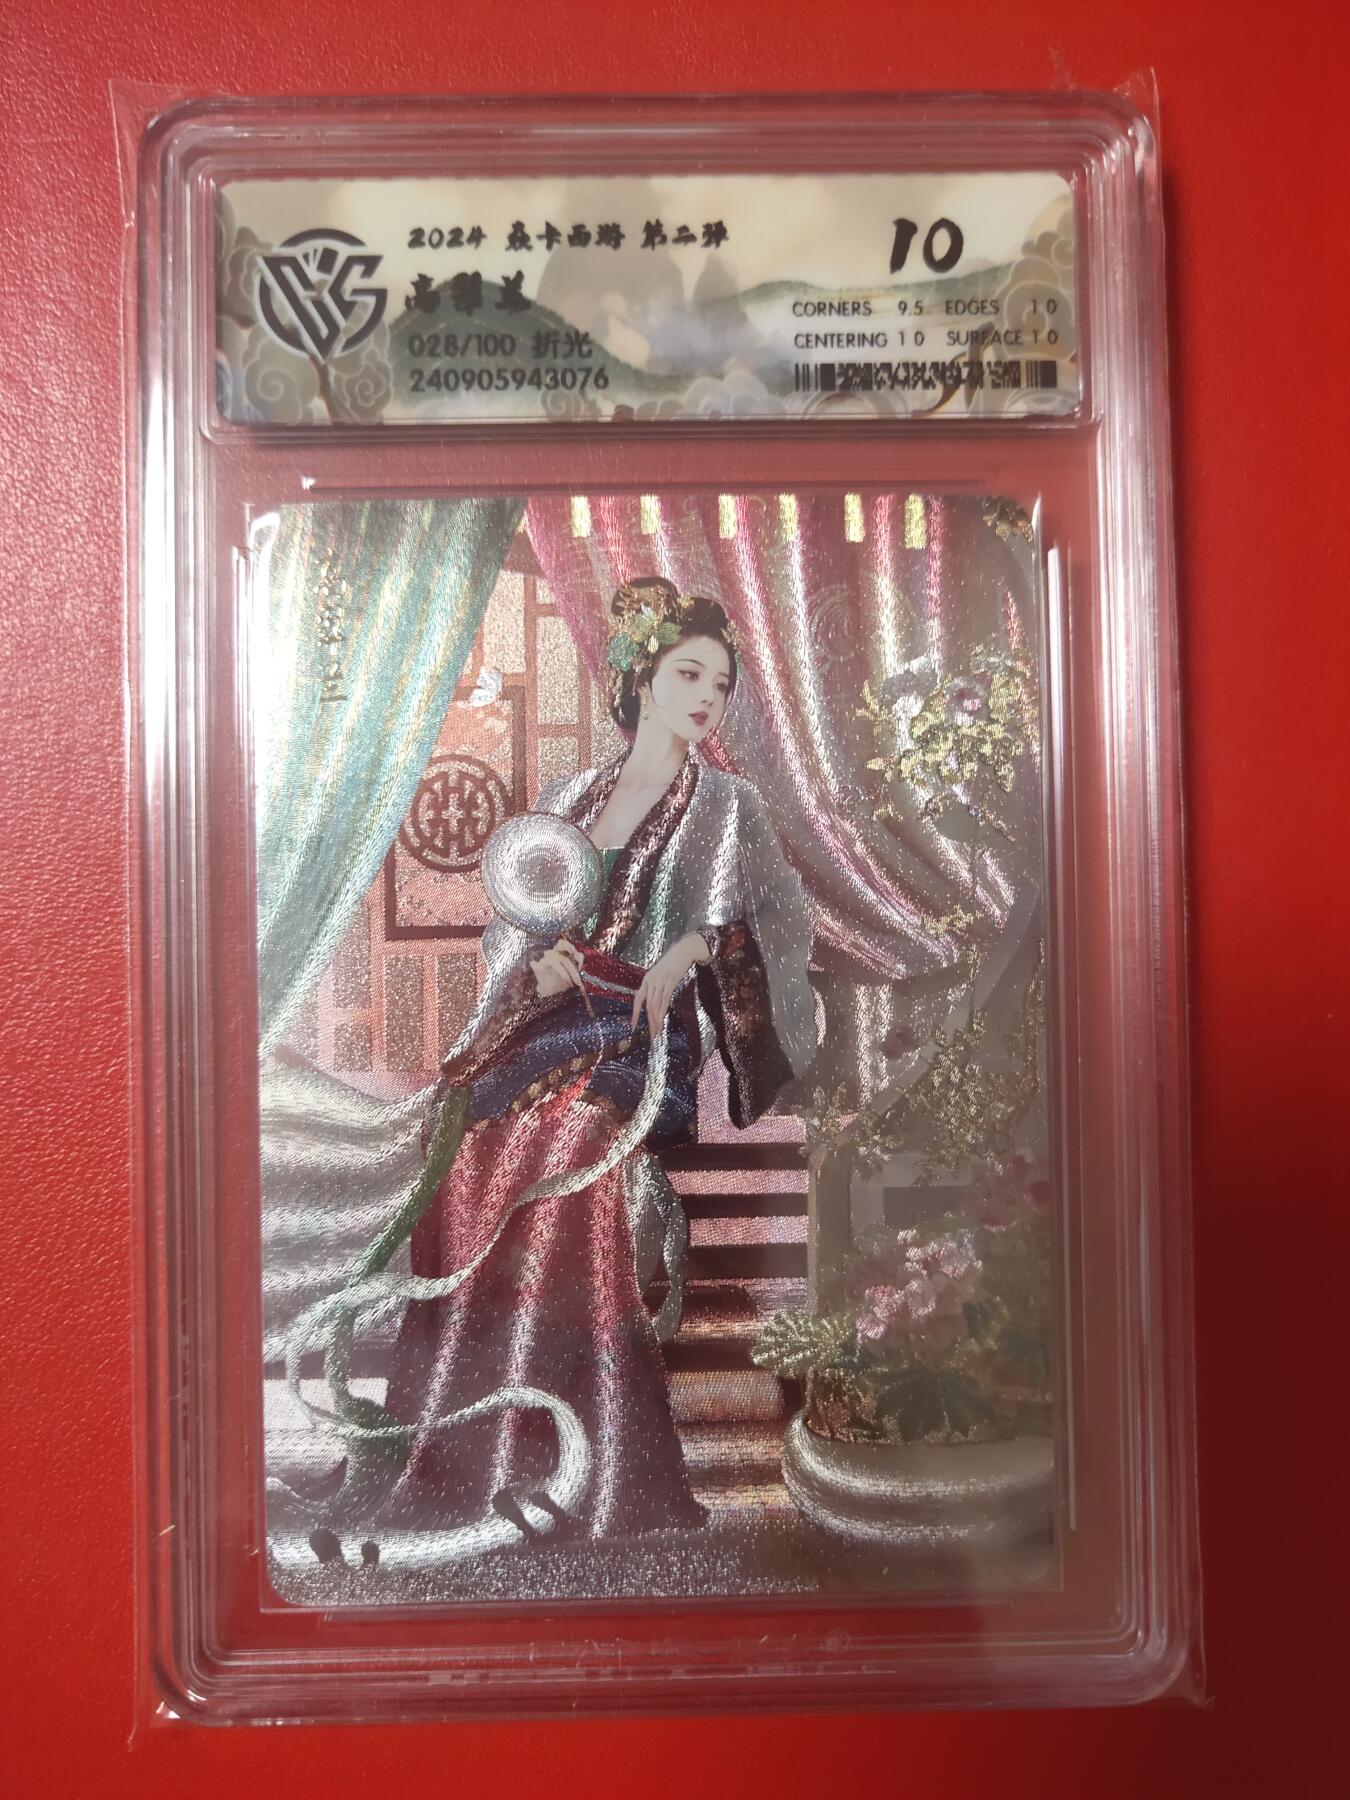 2024 叒卡西游 第二弹
高翠兰
028/100 折光
240905943076
10
CORNERS 9.5 EDGES 10
CENTERING 10 SURFACE 10